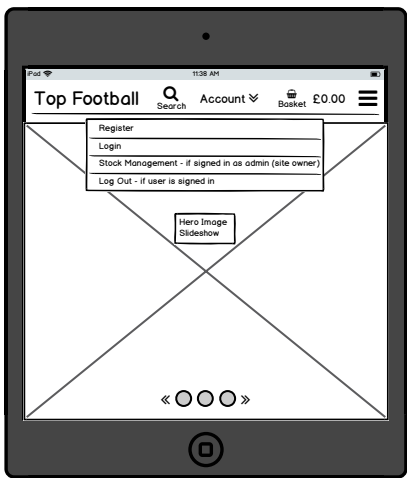 iPad
11:38 AM
Top Football
Search
Account
Basket
£0.00
Register
Login
Stock Management - if signed in as admin (site owner)
Log Out - if user is signed in
Hero Image
Slideshow
« »